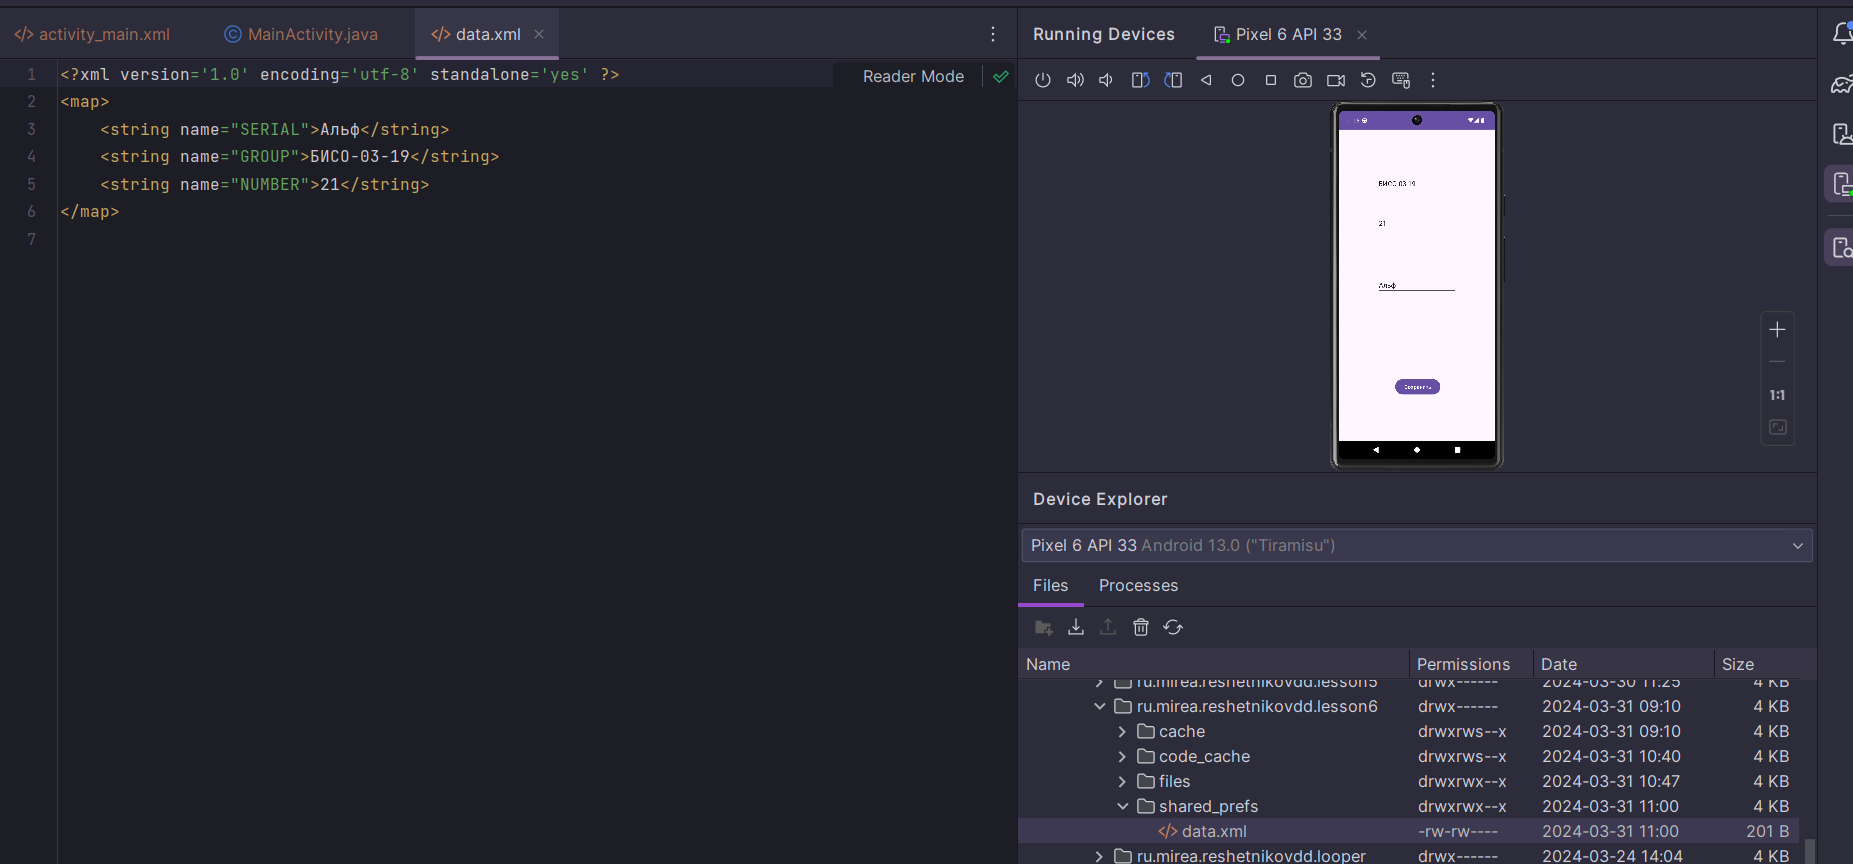 activity_main.xml MainActivity.java data.xml
1 <?xml version='1.0' encoding='utf-8' standalone='yes' ?>
2 <map>
3 <string name="SERIAL">Альф</string>
4 <string name="GROUP">БИСО-03-19</string>
5 <string name="NUMBER">21</string>
6 </map>
7
Reader Mode
Running Devices Pixel 6 API 33
БИСО-03-19
21
Альф
Сохранить
1:1
Device Explorer
Pixel 6 API 33 Android 13.0 ("Tiramisu")
Files Processes
Name Permissions Date Size
ru.mirea.reshetnikovdd.lesson5 drwx------ 2024-03-30 11:25 4 KB
ru.mirea.reshetnikovdd.lesson6 drwx------ 2024-03-31 09:10 4 KB
cache drwxrws--x 2024-03-31 09:10 4 KB
code_cache drwxrws--x 2024-03-31 10:40 4 KB
files drwxrwx--x 2024-03-31 10:47 4 KB
shared_prefs drwxrwx--x 2024-03-31 11:00 4 KB
data.xml -rw-rw---- 2024-03-31 11:00 201 B
ru.mirea.reshetnikovdd.looper drwx------ 2024-03-24 14:04 4 KB